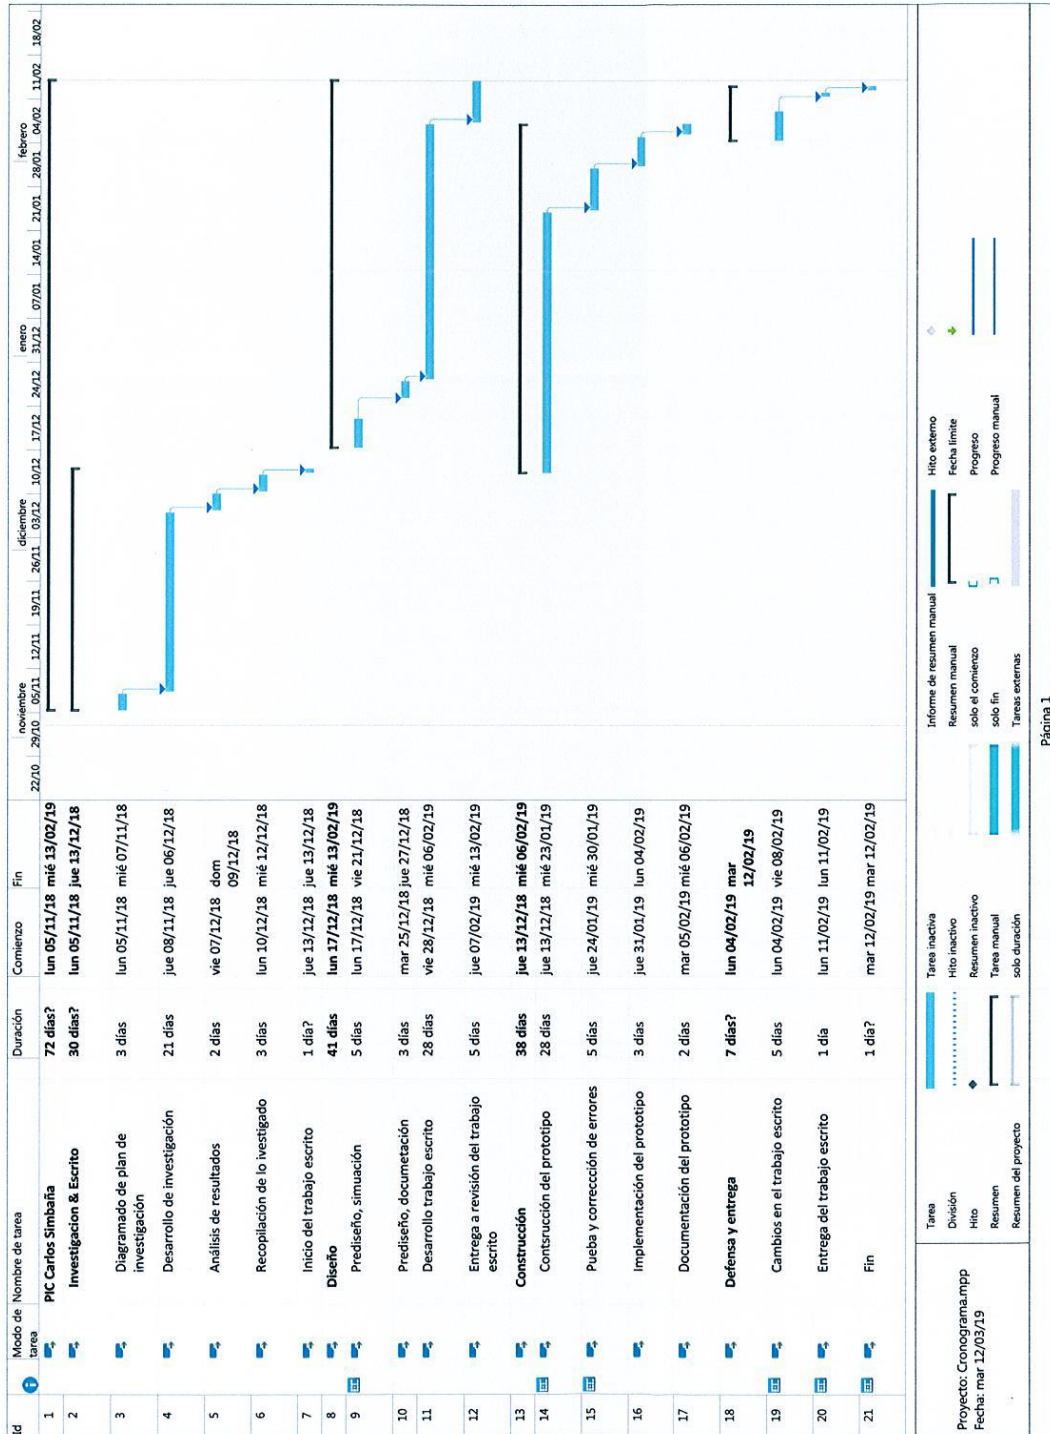 Id Modo de tarea Nombre de tarea Duración Comienzo Fin
noviembre diciembre enero febrero
22/10 29/10 05/11 12/11 19/11 26/11 03/12 10/12 17/12 24/12 31/12 07/01 14/01 21/01 28/01 04/02 11/02 18/02
1 PIC Carlos Simbaña 72 días? lun 05/11/18 mié 13/02/19
2 Investigacion & Escrito 30 días? lun 05/11/18 jue 13/12/18
3 Diagramado de plan de investigación 3 días lun 05/11/18 mié 07/11/18
4 Desarrollo de investigación 21 días jue 08/11/18 jue 06/12/18
5 Análisis de resultados 2 días vie 07/12/18 dom 09/12/18
6 Recopilación de lo ivestigado 3 días lun 10/12/18 mié 12/12/18
7 Inicio del trabajo escrito 1 día? jue 13/12/18 jue 13/12/18
8 Diseño 41 días lun 17/12/18 mié 13/02/19
9 Prediseño, simuación 5 días lun 17/12/18 vie 21/12/18
10 Prediseño, documetación 3 días mar 25/12/18 jue 27/12/18
11 Desarrollo trabajo escrito 28 días vie 28/12/18 mié 06/02/19
12 Entrega a revisión del trabajo escrito 5 días jue 07/02/19 mié 13/02/19
13 Construcción 38 días jue 13/12/18 mié 06/02/19
14 Contsrucción del prototipo 28 días jue 13/12/18 mié 23/01/19
15 Pueba y correccción de errores 5 días jue 24/01/19 mié 30/01/19
16 Implementación del prototipo 3 días jue 31/01/19 lun 04/02/19
17 Documentación del prototipo 2 días mar 05/02/19 mié 06/02/19
18 Defensa y entrega 7 días? lun 04/02/19 mar 12/02/19
19 Cambios en el trabajo escrito 5 días lun 04/02/19 vie 08/02/19
20 Entrega del trabajo escrito 1 día lun 11/02/19 lun 11/02/19
21 Fin 1 día? mar 12/02/19 mar 12/02/19
Proyecto: Cronograma.mpp
Fecha: mar 12/03/19
Tarea
División
Hito
Resumen
Resumen del proyecto
Tarea inactiva
Hito inactivo
Resumen inactivo
Tarea manual
solo duración
Informe de resumen manual
Resumen manual
solo el comienzo
solo fin
Tareas externas
Hito externo
Fecha límite
Progreso
Progreso manual
Página 1